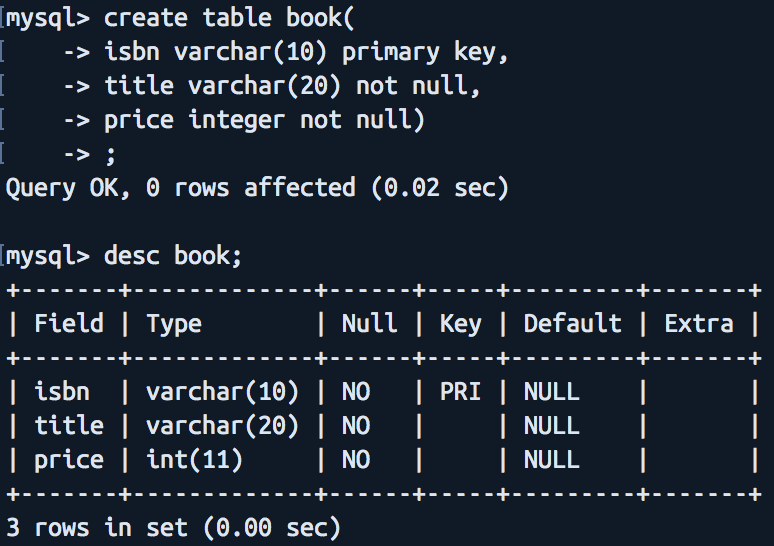 mysql> create table book(
    -> isbn varchar(10) primary key,
    -> title varchar(20) not null,
    -> price integer not null)
    -> ;
Query OK, 0 rows affected (0.02 sec)

mysql> desc book;
+-------+-------------+------+-----+---------+-------+
| Field | Type        | Null | Key | Default | Extra |
+-------+-------------+------+-----+---------+-------+
| isbn  | varchar(10) | NO   | PRI | NULL    |       |
| title | varchar(20) | NO   |     | NULL    |       |
| price | int(11)     | NO   |     | NULL    |       |
+-------+-------------+------+-----+---------+-------+
3 rows in set (0.00 sec)